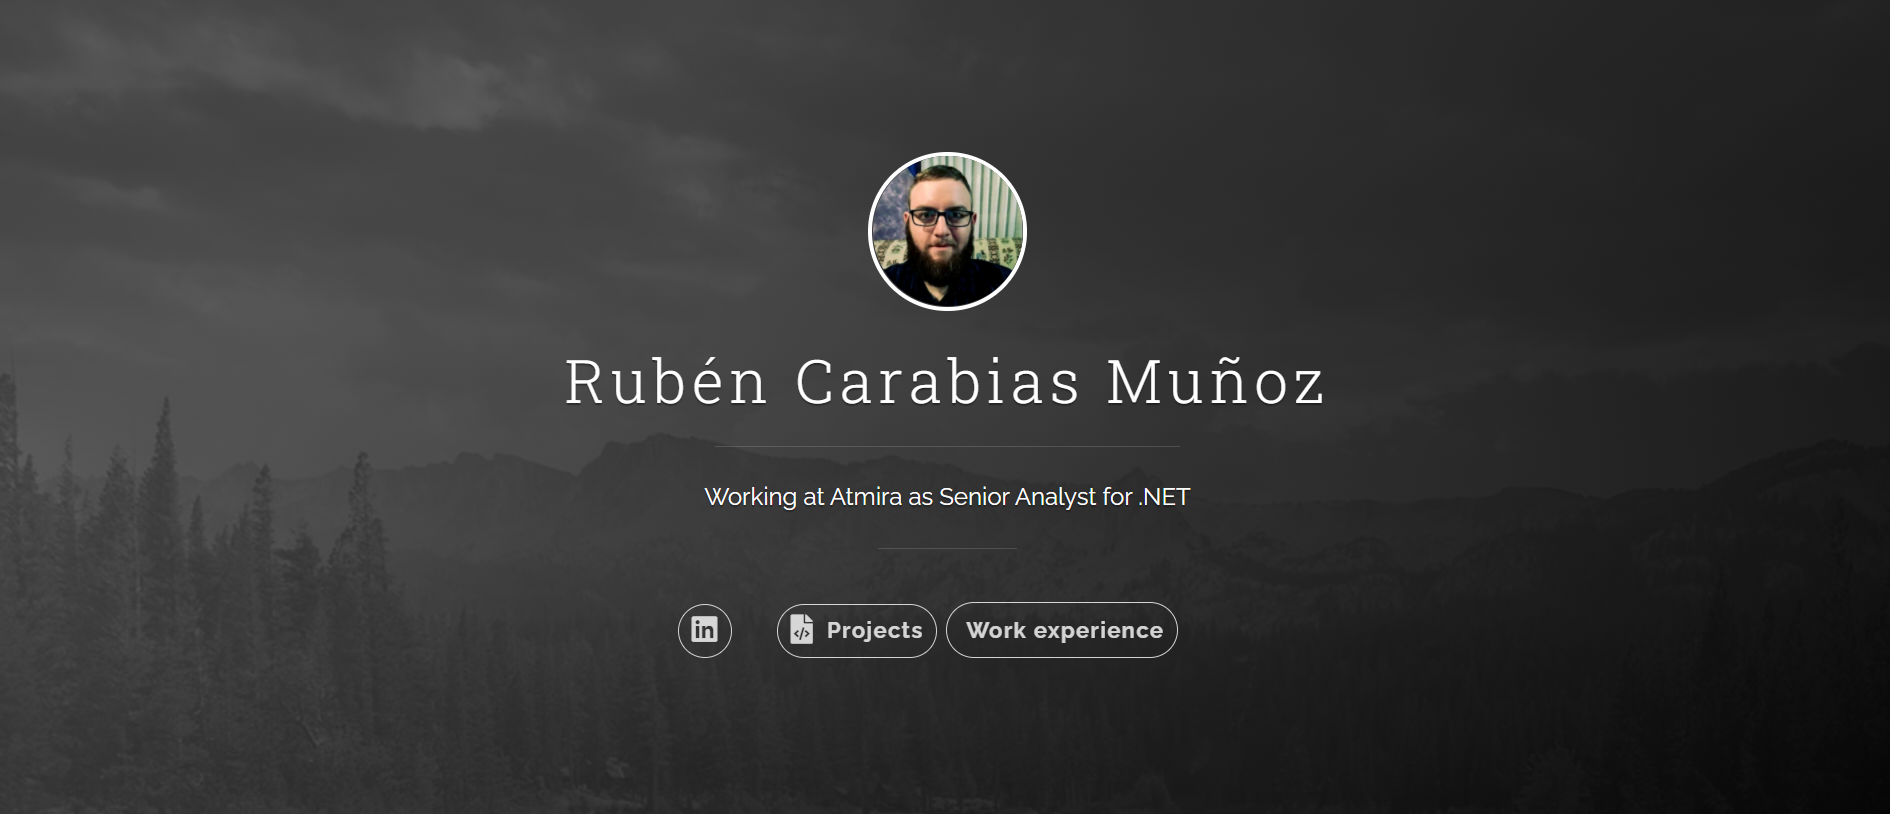 Rubén Carabias Muñoz
Working at Atmira as Senior Analyst for .NET
in </> Projects Work experience